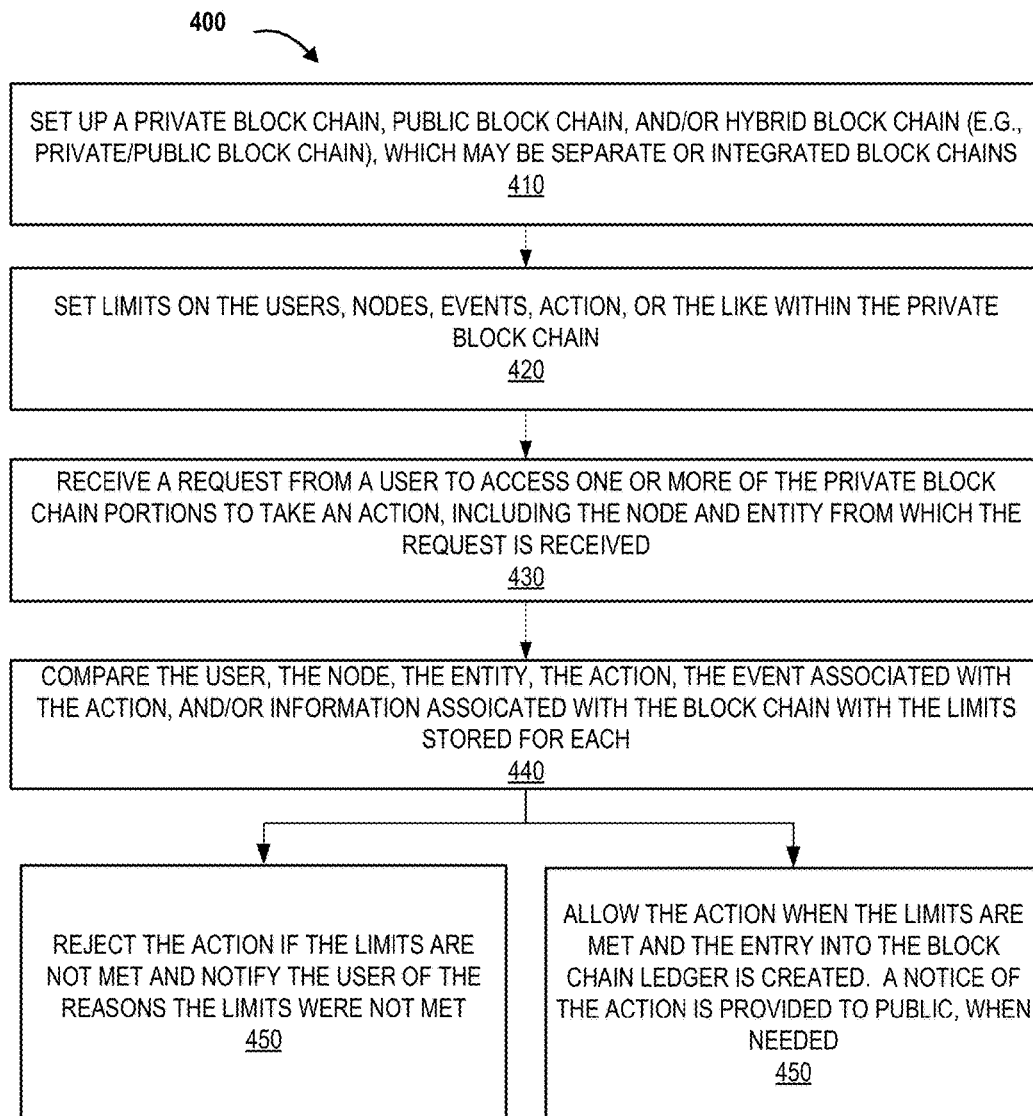 400
SET UP A PRIVATE BLOCK CHAIN, PUBLIC BLOCK CHAIN, AND/OR HYBRID BLOCK CHAIN (E.G.,
PRIVATE/PUBLIC BLOCK CHAIN), WHICH MAY BE SEPARATE OR INTEGRATED BLOCK CHAINS
410
SET LIMITS ON THE USERS, NODES, EVENTS, ACTION, OR THE LIKE WITHIN THE PRIVATE
BLOCK CHAIN
420
RECEIVE A REQUEST FROM A USER TO ACCESS ONE OR MORE OF THE PRIVATE BLOCK
CHAIN PORTIONS TO TAKE AN ACTION, INCLUDING THE NODE AND ENTITY FROM WHICH THE
REQUEST IS RECEIVED
430
COMPARE THE USER, THE NODE, THE ENTITY, THE ACTION, THE EVENT ASSOCIATED WITH
THE ACTION, AND/OR INFORMATION ASSOICATED WITH THE BLOCK CHAIN WITH THE LIMITS
STORED FOR EACH
440
REJECT THE ACTION IF THE LIMITS ARE
NOT MET AND NOTIFY THE USER OF THE
REASONS THE LIMITS WERE NOT MET
450
ALLOW THE ACTION WHEN THE LIMITS ARE
MET AND THE ENTRY INTO THE BLOCK
CHAIN LEDGER IS CREATED. A NOTICE OF
THE ACTION IS PROVIDED TO PUBLIC, WHEN
NEEDED
450